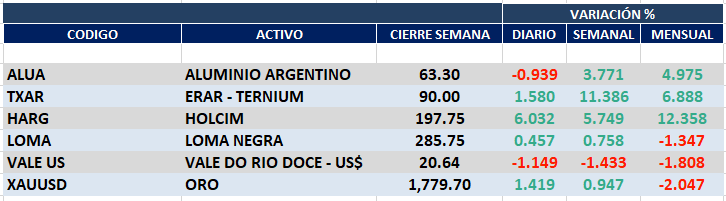 VARIACIÓN %
CODIGO ACTIVO CIERRE SEMANA DIARIO SEMANAL MENSUAL
ALUA ALUMINIO ARGENTINO 63.30 -0.939 3.771 4.975
TXAR ERAR - TERNIUM 90.00 1.580 11.386 6.888
HARG HOLCIM 197.75 6.032 5.749 12.358
LOMA LOMA NEGRA 285.75 0.457 0.758 -1.347
VALE US VALE DO RIO DOCE - US$ 20.64 -1.149 -1.433 -1.808
XAUUSD ORO 1,779.70 1.419 0.947 -2.047